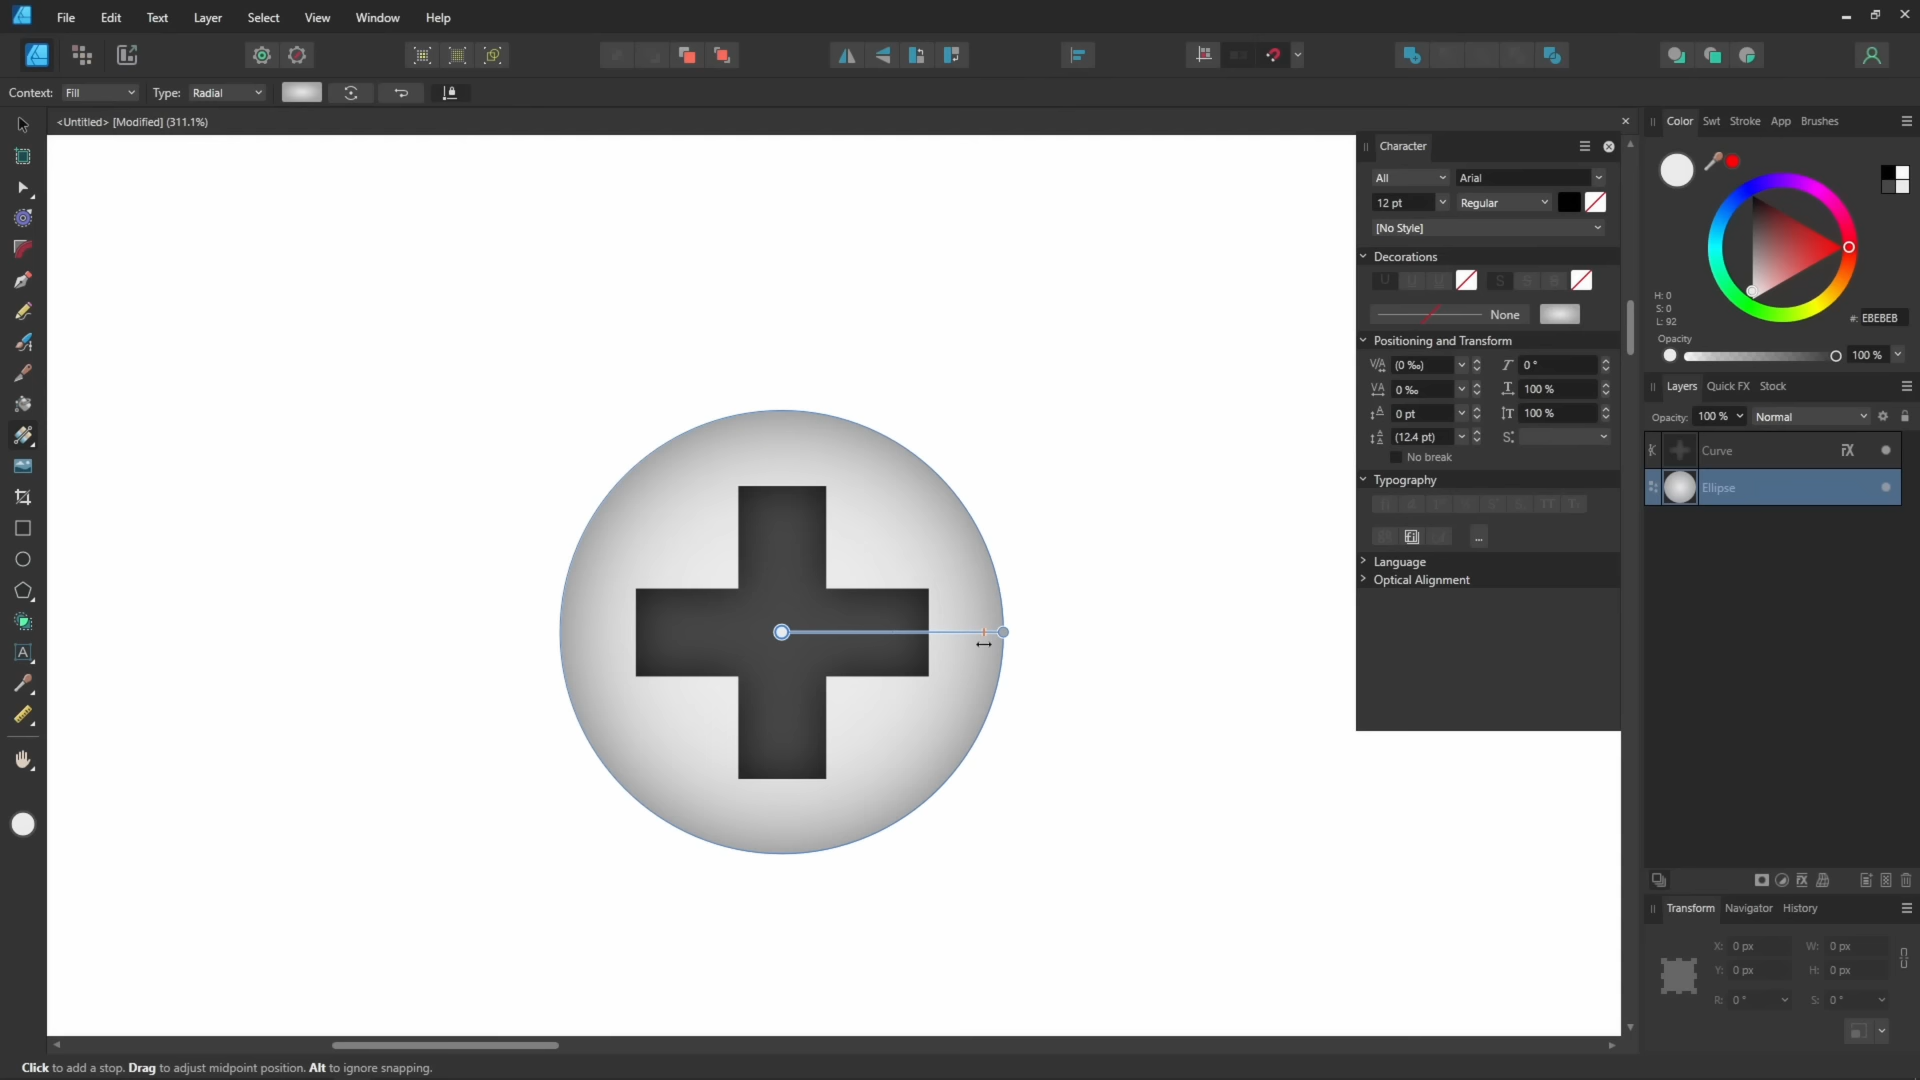 File Edit Text Layer Select View Window Help
Context: Fill Type: Radial
<Untitled> [Modified] (311.1%)
Character
All Arial
12 pt Regular
[No Style]
Decorations
U U U S S S
None
Positioning and Transform
(0 ‰) 0 °
0 ‰ 100 %
0 pt 100 %
(12.4 pt)
No break
Typography
fi
...
Language
Optical Alignment
Color Swt Stroke App Brushes
H: 0
S: 0
L: 92
#: EBEBEB
Opacity
100 %
Layers Quick FX Stock
Opacity: 100 % Normal
Curve
Ellipse
Transform Navigator History
X: 0 px W: 0 px
Y: 0 px H: 0 px
R: 0 ° S: 0 °
Click to add a stop. Drag to adjust midpoint position. Alt to ignore snapping.